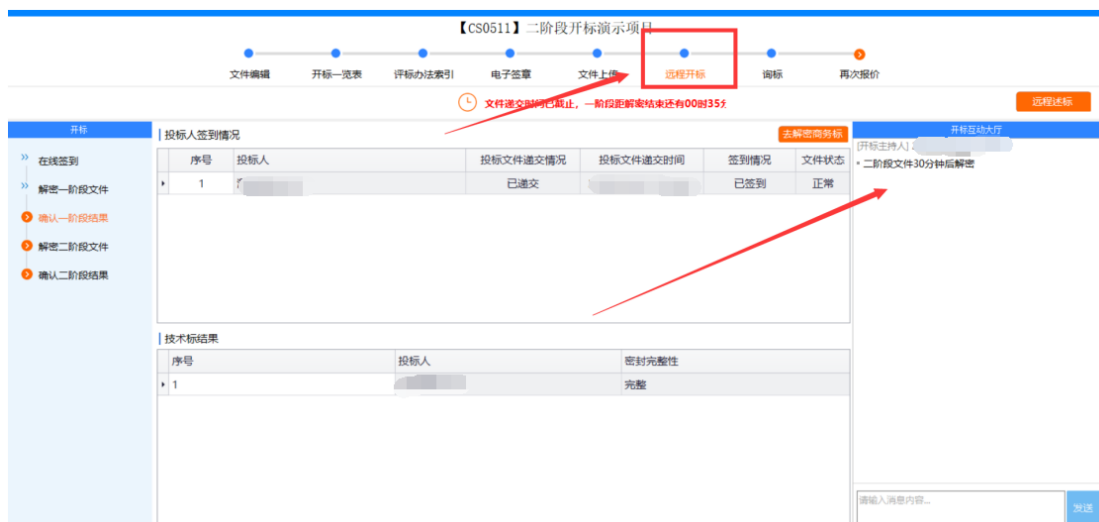 【CS0511】二阶段开标演示项目
文件编辑 开标一览表 评标办法索引 电子签章 文件上传 远程开标 询标 再次报价
文件递交时间已截止，一阶段距解密结束还有00时35分
远程述标
开标
在线签到
解密一阶段文件
确认一阶段结果
解密二阶段文件
确认二阶段结果
投标人签到情况
去解密商务标
序号 投标人 投标文件递交情况 投标文件递交时间 签到情况 文件状态
1 已递交 已签到 正常
技术标结果
序号 投标人 密封完整性
1 完整
开标互动大厅
[开标主持人]
二阶段文件30分钟后解密
请输入消息内容...
发送